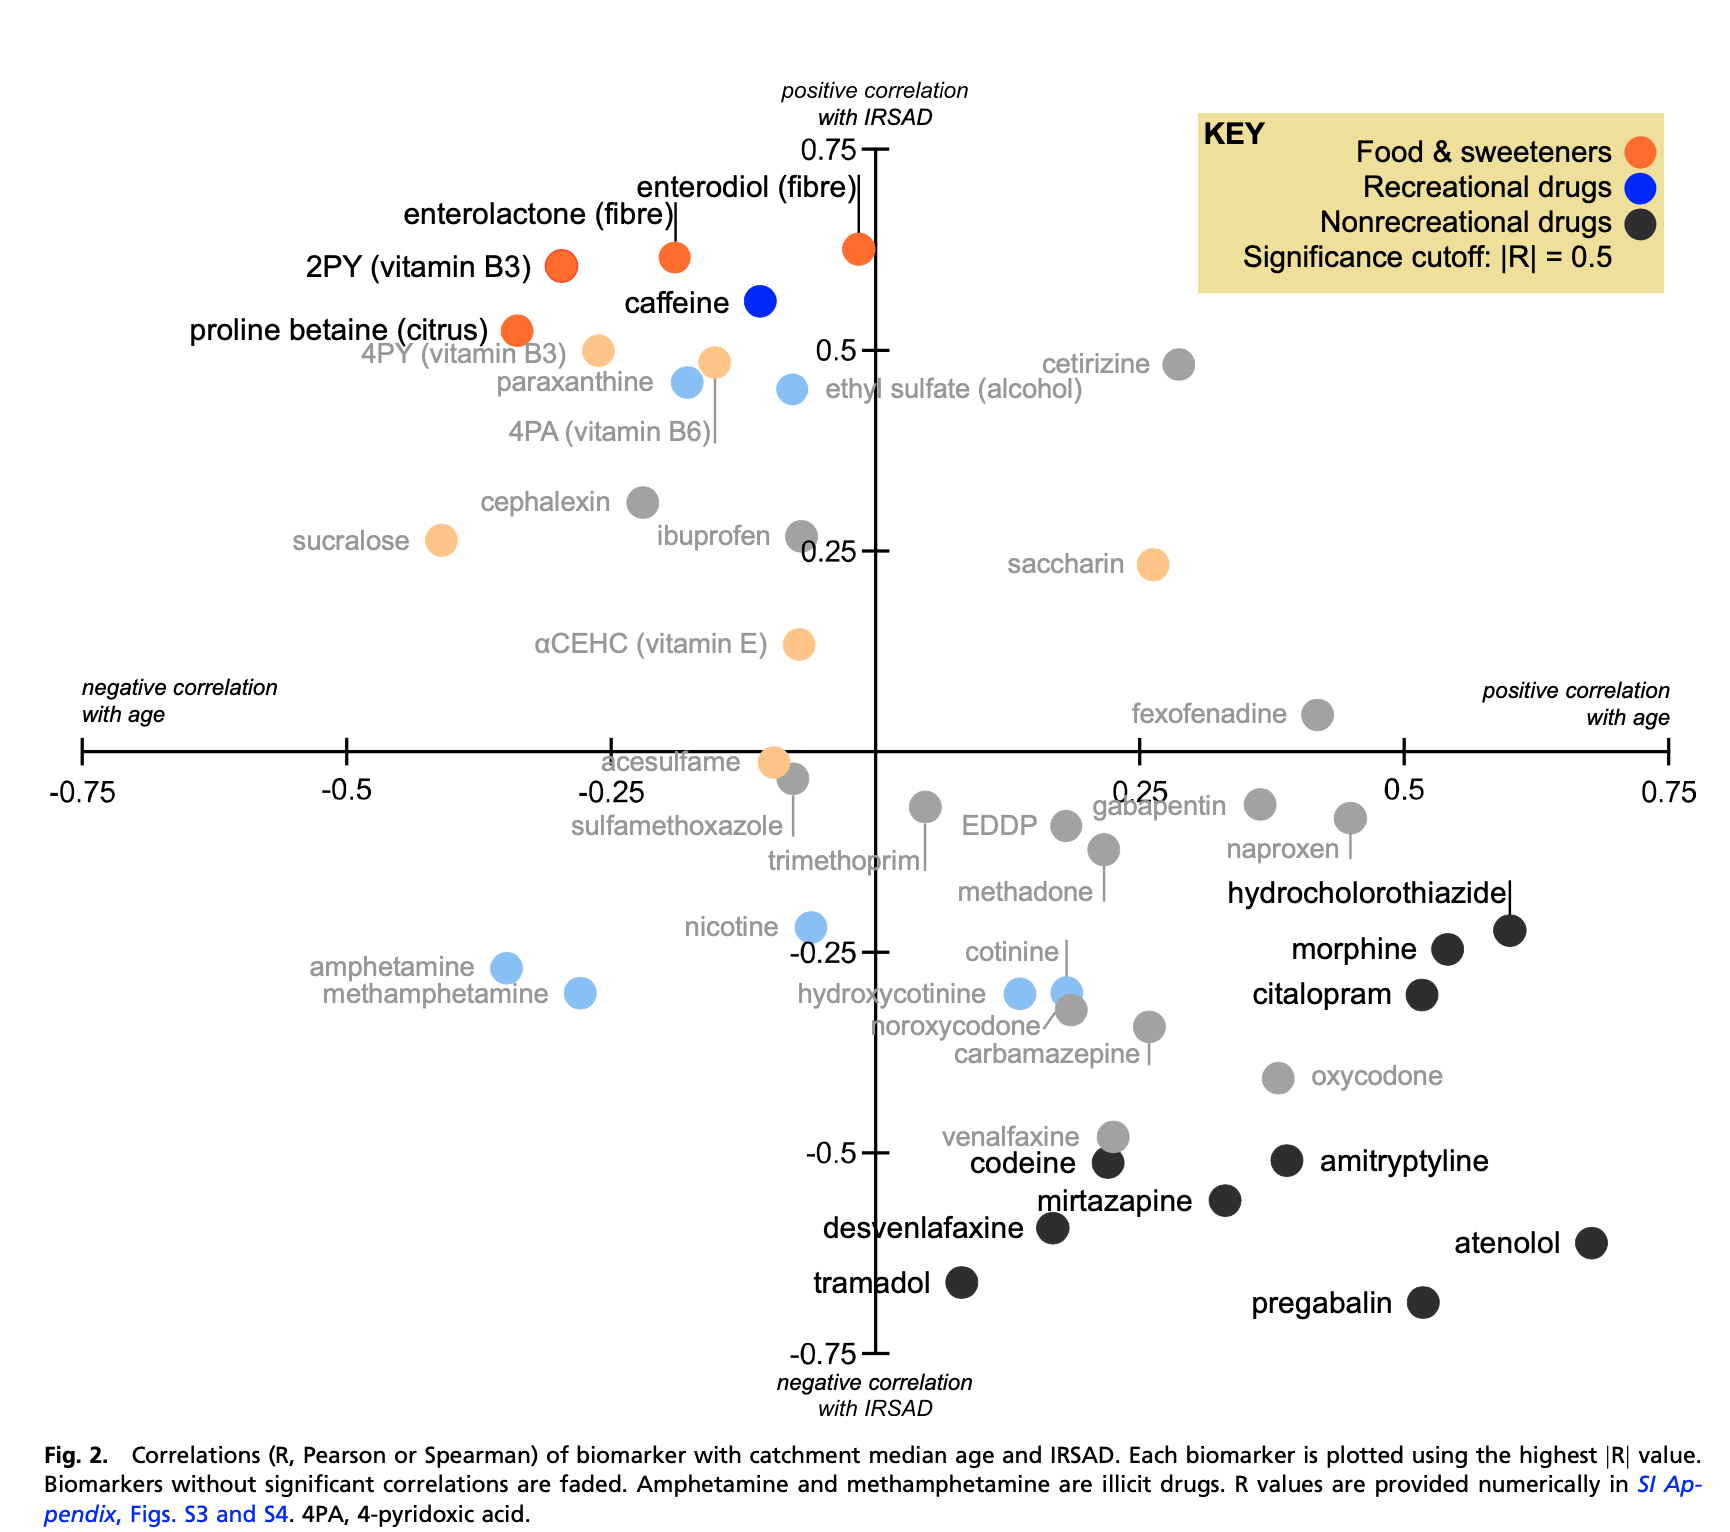 positive correlation
with IRSAD
0.75
KEY
Food & sweeteners
Recreational drugs
Nonrecreational drugs
Significance cutoff: |R| = 0.5
enterodiol (fibre)
enterolactone (fibre)
2PY (vitamin B3)
caffeine
proline betaine (citrus)
4PY (vitamin B3)
0.5
cetirizine
paraxanthine
ethyl sulfate (alcohol)
4PA (vitamin B6)
cephalexin
ibuprofen
sucralose
0.25
saccharin
αCEHC (vitamin E)
negative correlation
with age
positive correlation
with age
fexofenadine
acesulfame
-0.75
-0.5
-0.25
0.25
0.5
0.75
gabapentin
sulfamethoxazole
EDDP
trimethoprim
naproxen
methadone
hydrocholorothiazide
nicotine
morphine
-0.25
cotinine
amphetamine
methamphetamine
hydroxycotinine
citalopram
noroxycodone
carbamazepine
oxycodone
venalfaxine
-0.5
codeine
amitryptyline
mirtazapine
desvenlafaxine
atenolol
tramadol
pregabalin
-0.75
negative correlation
with IRSAD
Fig. 2. Correlations (R, Pearson or Spearman) of biomarker with catchment median age and IRSAD. Each biomarker is plotted using the highest |R| value.
Biomarkers without significant correlations are faded. Amphetamine and methamphetamine are illicit drugs. R values are provided numerically in SI Ap-
pendix, Figs. S3 and S4. 4PA, 4-pyridoxic acid.